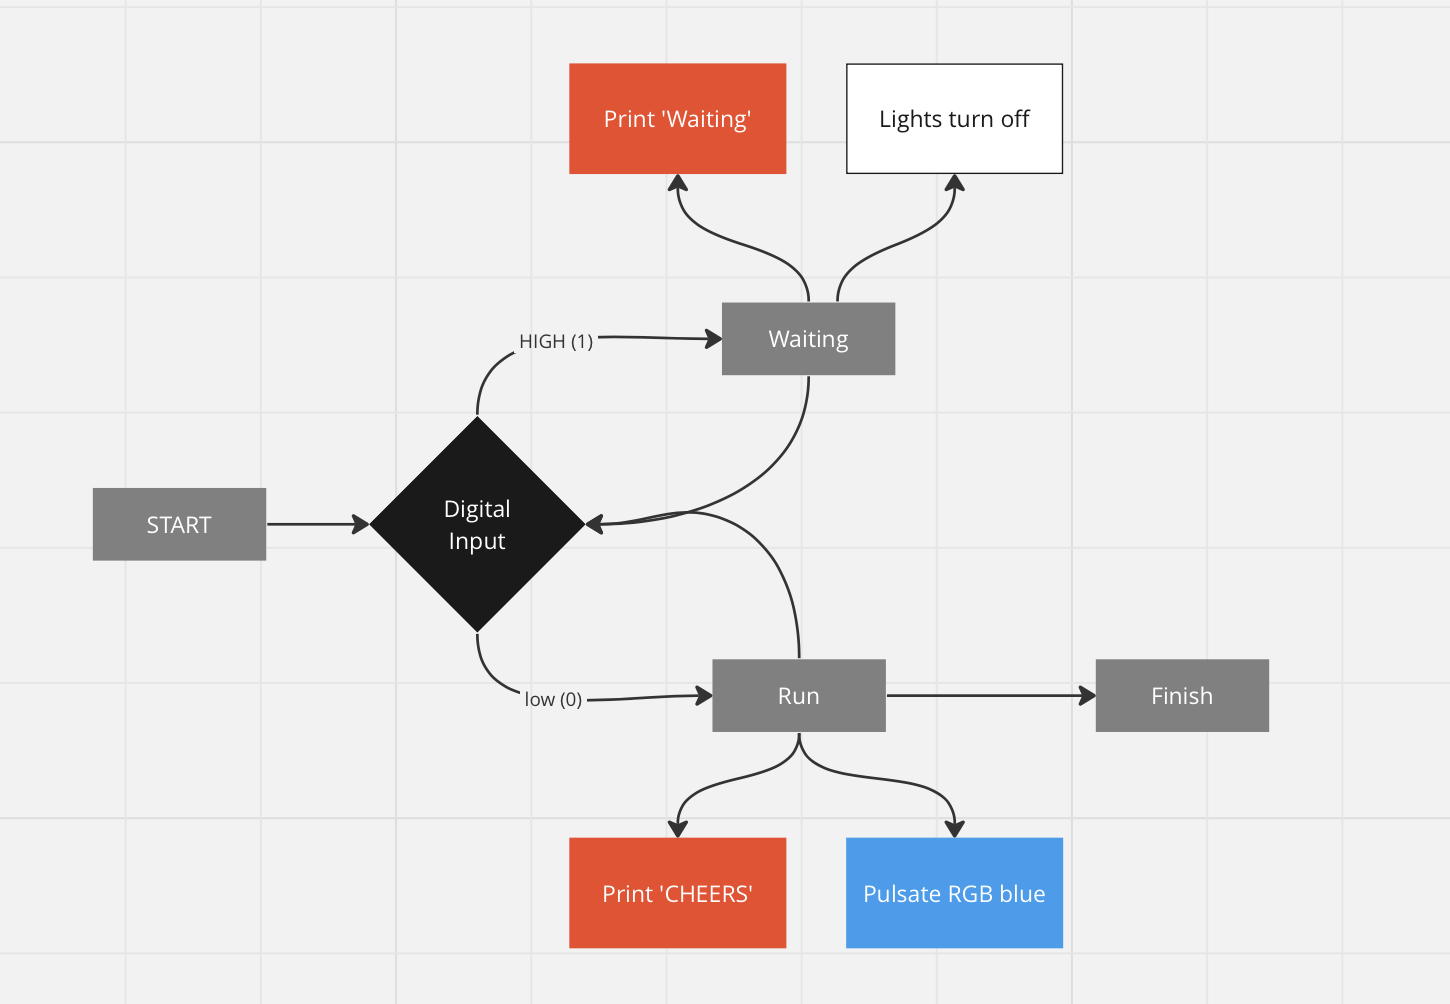 Print 'Waiting'
Lights turn off
HIGH (1)
Waiting
START
Digital
Input
low (0)
Run
Finish
Print 'CHEERS'
Pulsate RGB blue